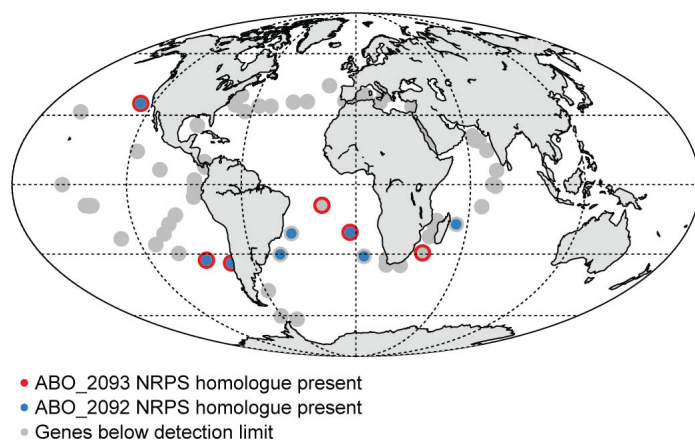 ABO_2093 NRPS homologue present
ABO_2092 NRPS homologue present
Genes below detection limit